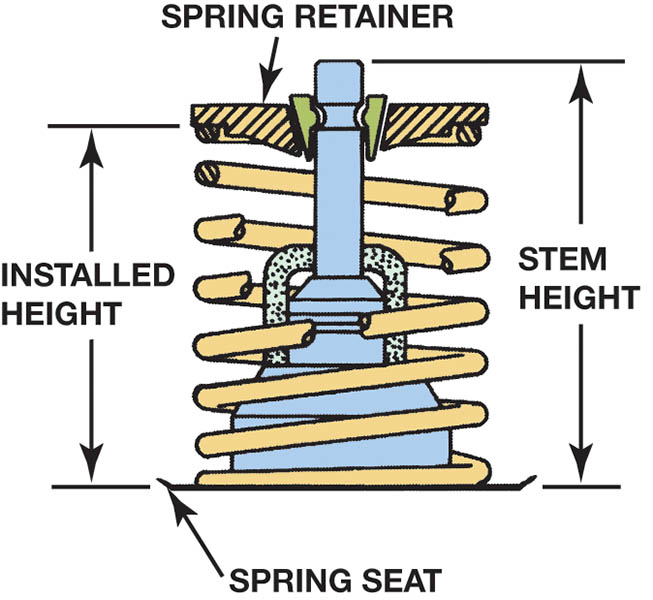 SPRING RETAINER
INSTALLED
HEIGHT
STEM
HEIGHT
SPRING SEAT